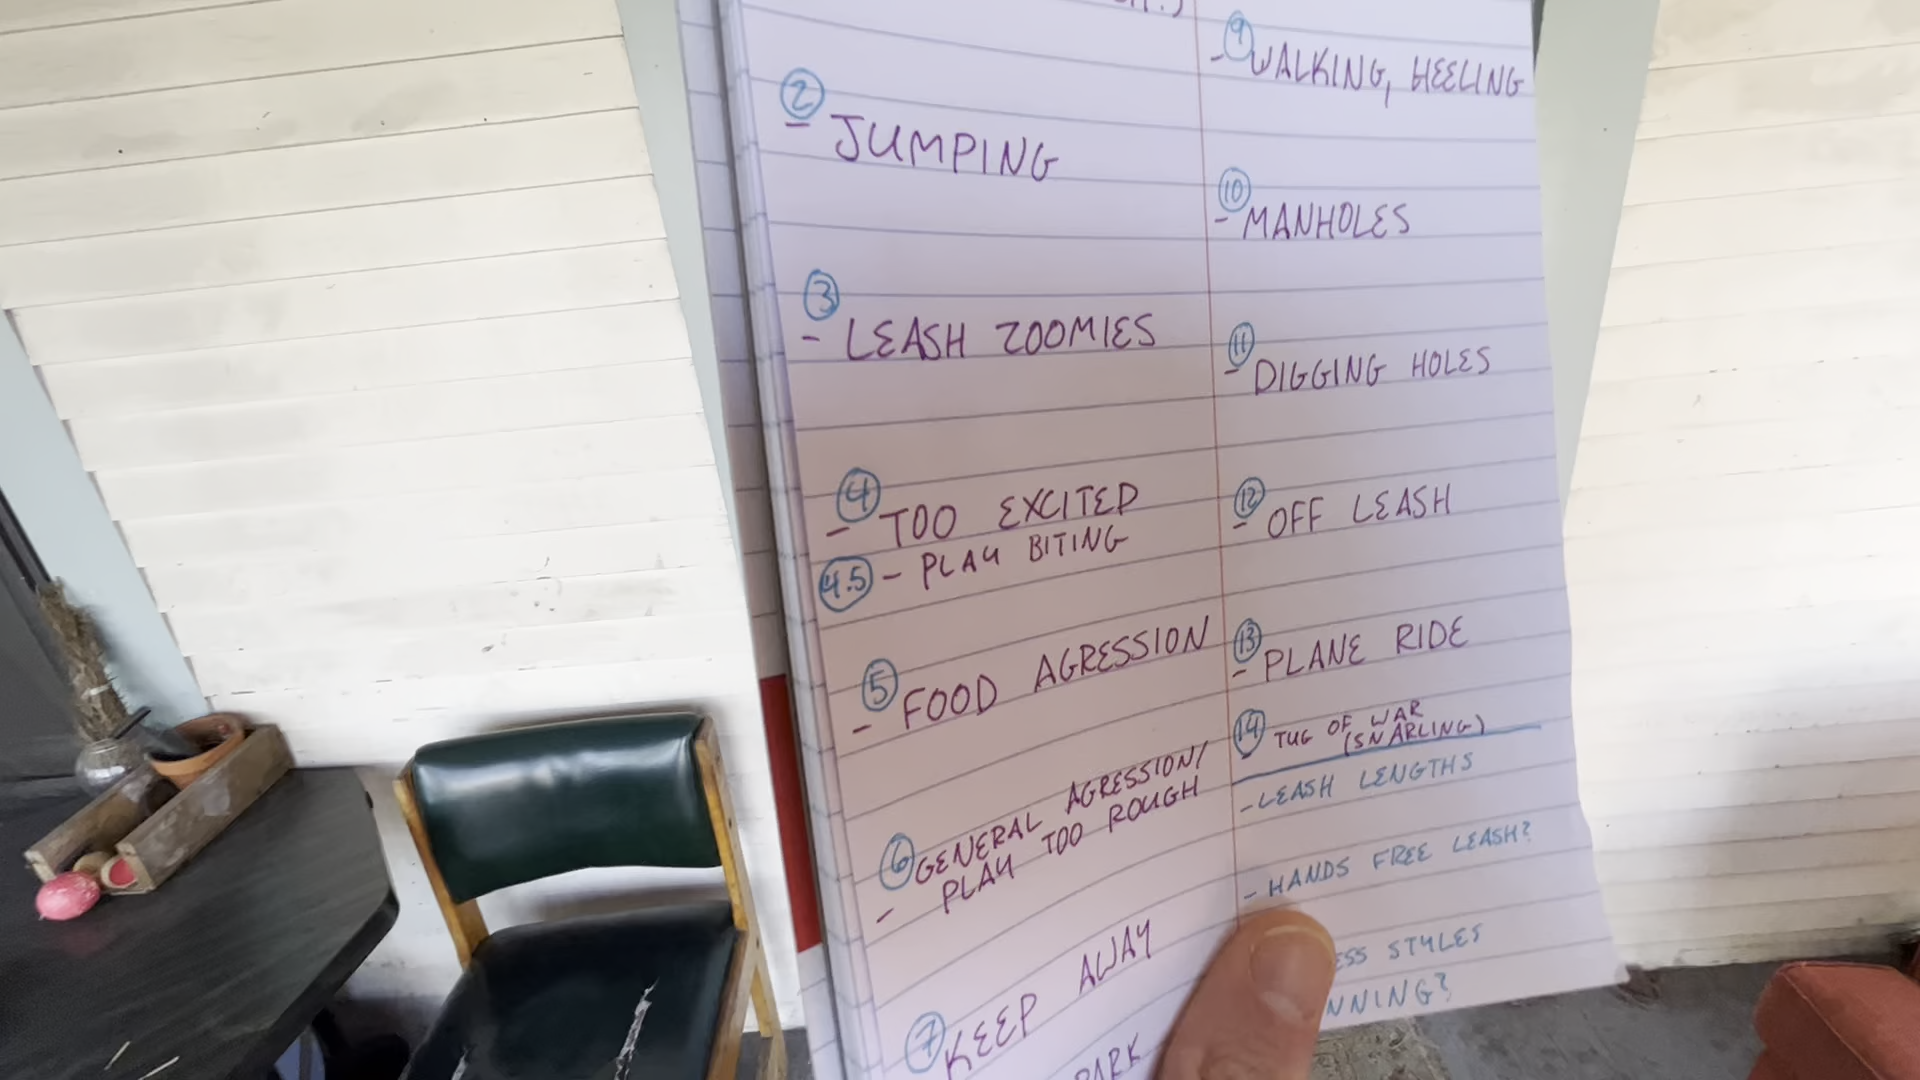 2
- JUMPING
3
- LEASH ZOOMIES
4
- TOO EXCITED
4.5 - PLAY BITING
5
- FOOD AGRESSION
6 GENERAL AGRESSION/
- PLAY TOO ROUGH
7 KEEP AWAY
PARK
9
- WALKING, HEELING
10
- MANHOLES
11
- DIGGING HOLES
12
- OFF LEASH
13
- PLANE RIDE
14 TUG OF WAR
(SNARLING)
- LEASH LENGTHS
- HANDS FREE LEASH?
STYLES